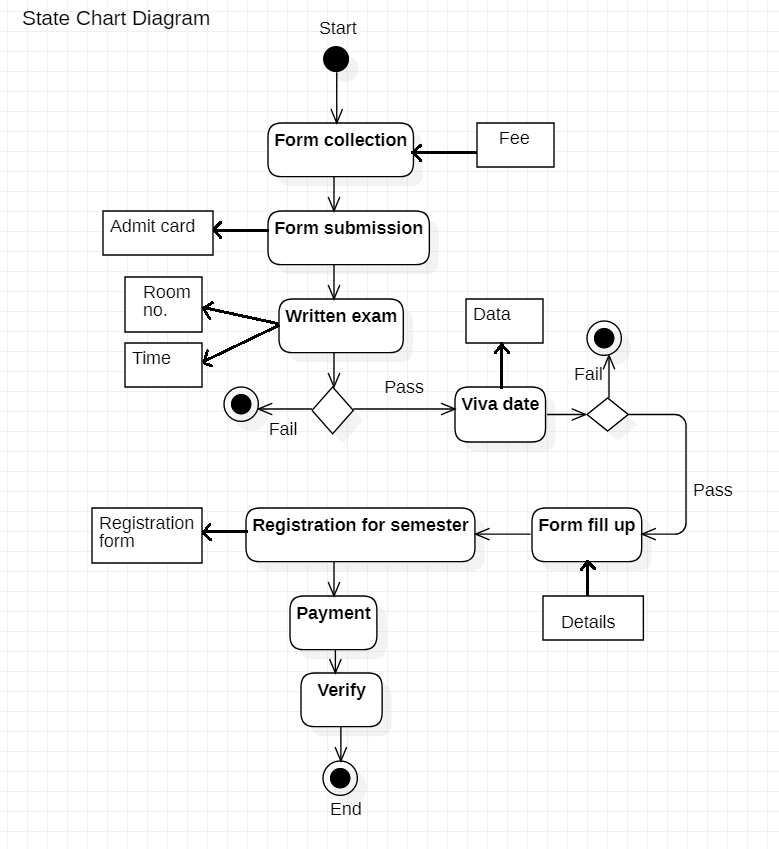 State Chart Diagram
Start
Form collection
Fee
Admit card
Form submission
Room
no.
Written exam
Data
Time
Fail
Pass
Viva date
Fail
Pass
Registration
form
Registration for semester
Form fill up
Payment
Details
Verify
End